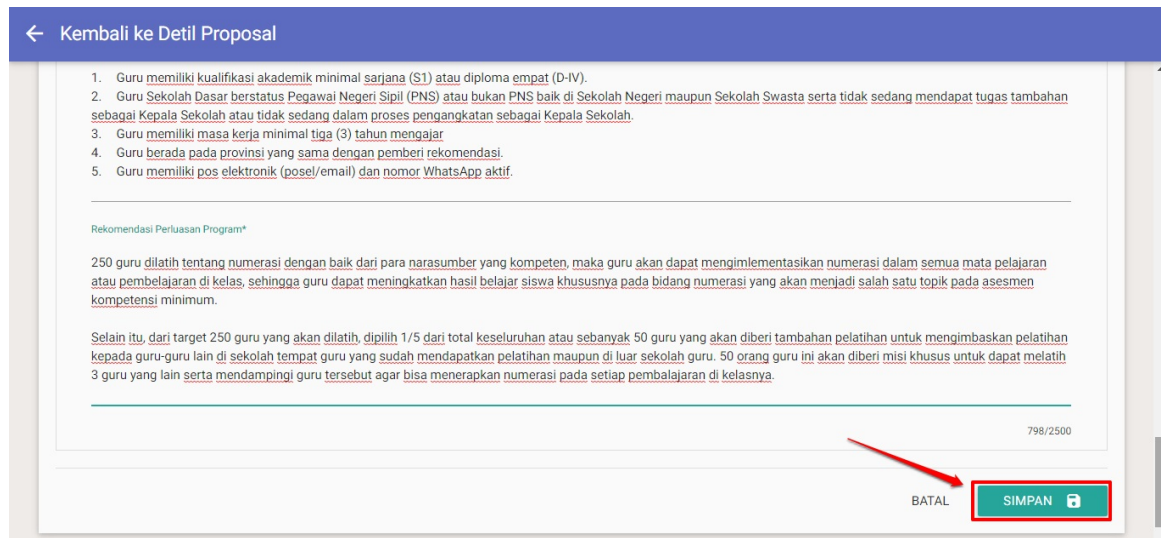 Kembali ke Detil Proposal
1. Guru memiliki kualifikasi akademik minimal sarjana (S1) atau diploma empat (D-IV).
2. Guru Sekolah Dasar berstatus Pegawai Negeri Sipil (PNS) atau bukan PNS baik di Sekolah Negeri maupun Sekolah Swasta serta tidak sedang mendapat tugas tambahan
sebagai Kepala Sekolah atau tidak sedang dalam proses pengangkatan sebagai Kepala Sekolah.
3. Guru memiliki masa kerja minimal tiga (3) tahun mengajar
4. Guru berada pada provinsi yang sama dengan pemberi rekomendasi.
5. Guru memiliki pos elektronik (posel/email) dan nomor WhatsApp aktif.
Rekomendasi Perluasan Program*
250 guru dilatih tentang numerasi dengan baik dari para narasumber yang kompeten, maka guru akan dapat mengimlementasikan numerasi dalam semua mata pelajaran
atau pembelajaran di kelas, sehingga guru dapat meningkatkan hasil belajar siswa khususnya pada bidang numerasi yang akan menjadi salah satu topik pada asesmen
kompetensi minimum.
Selain itu, dari target 250 guru yang akan dilatih, dipilih 1/5 dari total keseluruhan atau sebanyak 50 guru yang akan diberi tambahan pelatihan untuk mengimbaskan pelatihan
kepada guru-guru lain di sekolah tempat guru yang sudah mendapatkan pelatihan maupun di luar sekolah guru. 50 orang guru ini akan diberi misi khusus untuk dapat melatih
3 guru yang lain serta mendampingi guru tersebut agar bisa menerapkan numerasi pada setiap pembalajaran di kelasnya.
798/2500
BATAL SIMPAN